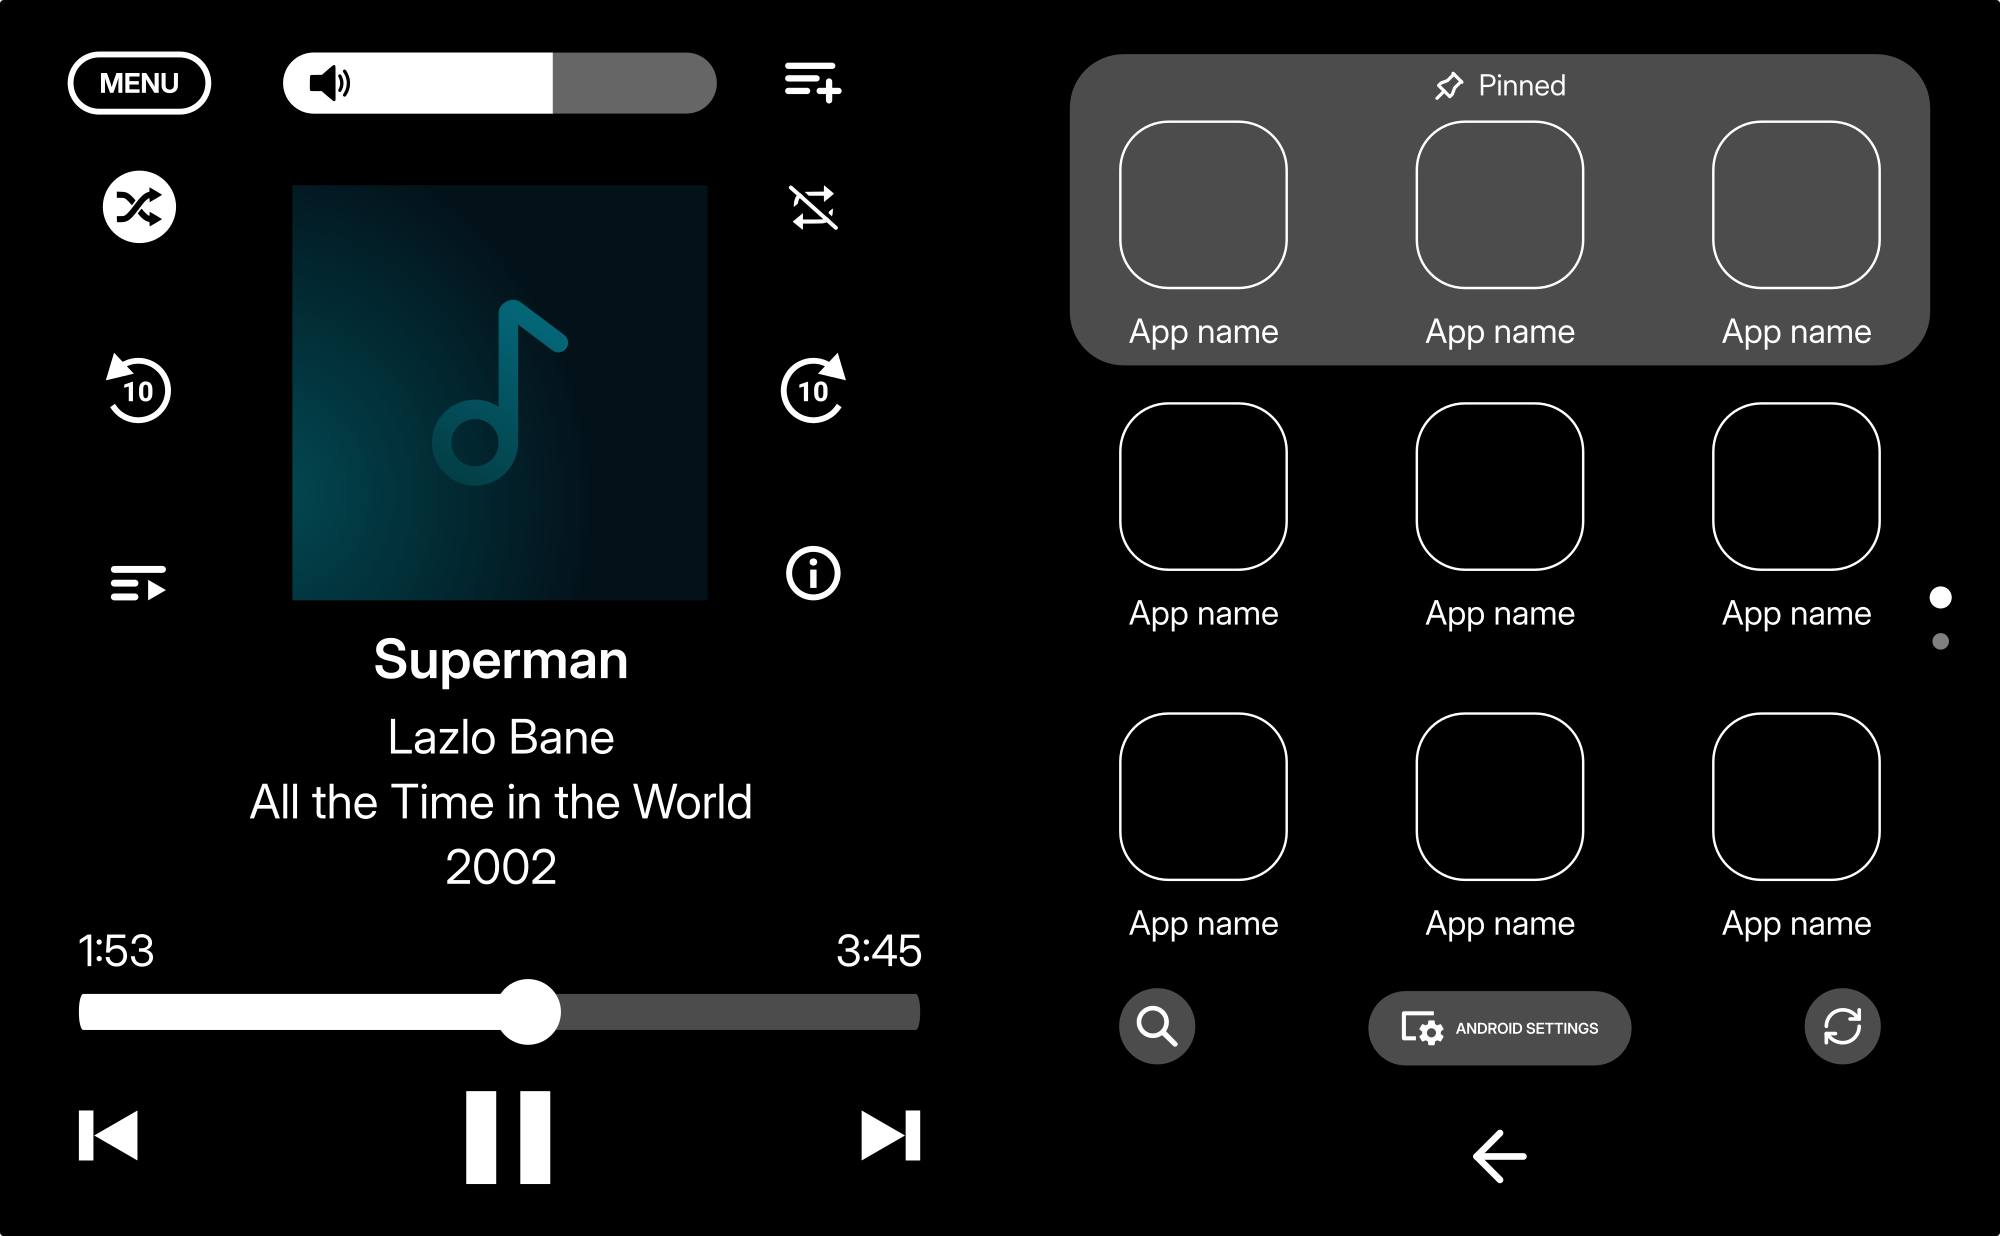 MENU
10
10
Superman
Lazlo Bane
All the Time in the World
2002
1:53
3:45
Pinned
App name
App name
App name
App name
App name
App name
App name
App name
App name
ANDROID SETTINGS